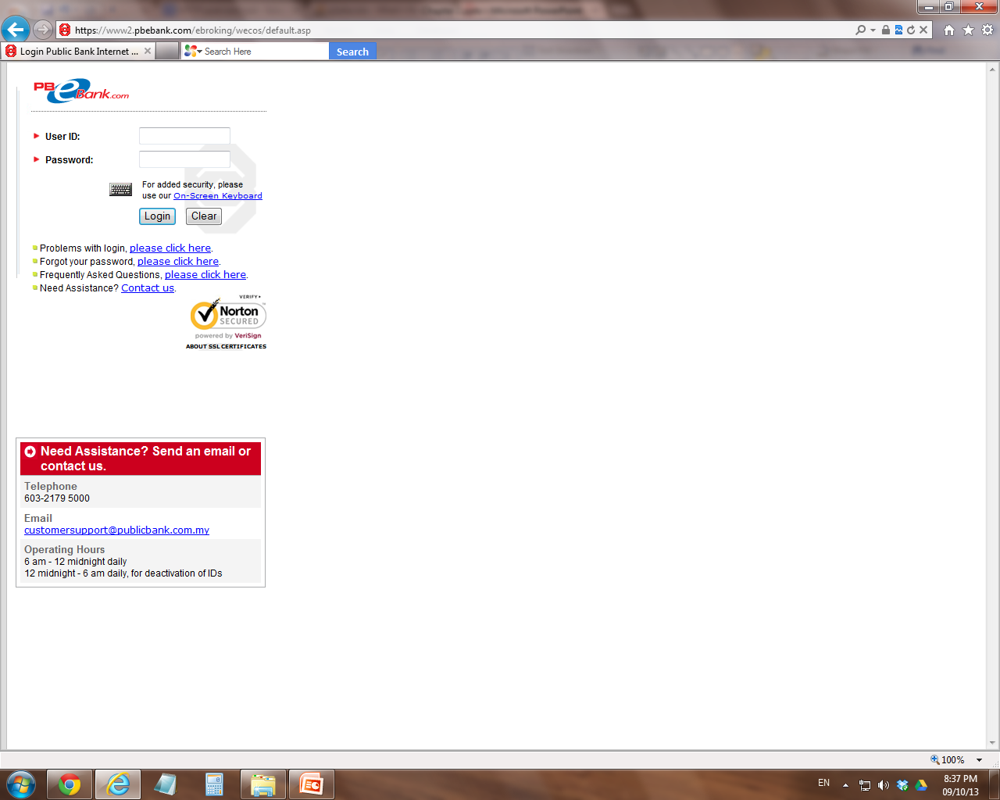 https://www2.pbebank.com/ebroking/wecos/default.asp
Login Public Bank Internet ...
Search Here
Search
PB eBank.com
User ID:
Password:
For added security, please
use our On-Screen Keyboard
Login
Clear
Problems with login, please click here.
Forgot your password, please click here.
Frequently Asked Questions, please click here.
Need Assistance? Contact us.
VERIFY
Norton
SECURED
powered by VeriSign
ABOUT SSL CERTIFICATES
Need Assistance? Send an email or
contact us.
Telephone
603-2179 5000
Email
customersupport@publicbank.com.my
Operating Hours
6 am - 12 midnight daily
12 midnight - 6 am daily, for deactivation of IDs
100%
EN
8:37 PM
09/10/13